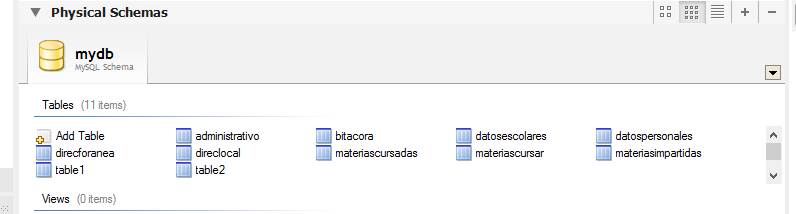 Physical Schemas
mydb
MySQL Schema
Tables (11 items)
Add Table administrativo bitacora datosescolares datospersonales
direcforanea direclocal materiascursadas materiascursar materiasimpartidas
table1 table2
Views (0 items)